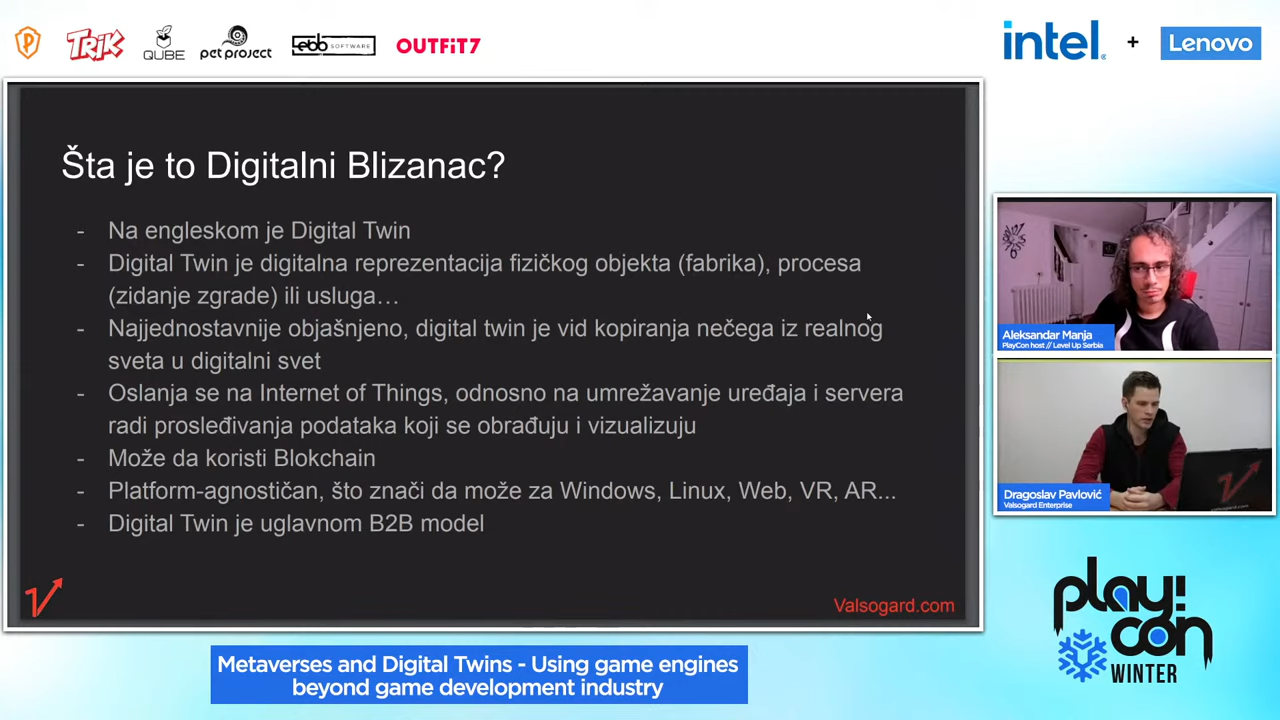 TRIK
QUBE
pet project
Lebb SOFTWARE
OUTFiT7
intel + Lenovo
Šta je to Digitalni Blizanac?
- Na engleskom je Digital Twin
- Digital Twin je digitalna reprezentacija fizičkog objekta (fabrika), procesa
(zidanje zgrade) ili usluga…
- Najjednostavnije objašnjeno, digital twin je vid kopiranja nečega iz realnog
sveta u digitalni svet
- Oslanja se na Internet of Things, odnosno na umrežavanje uređaja i servera
radi prosleđivanja podataka koji se obrađuju i vizualizuju
- Može da koristi Blokchain
- Platform-agnostičan, što znači da može za Windows, Linux, Web, VR, AR...
- Digital Twin je uglavnom B2B model
Valsogard.com
Aleksandar Manja
PlayCon host // Level Up Serbia
Dragoslav Pavlović
Valsogard Enterprise
play!
con
WINTER
Metaverses and Digital Twins - Using game engines
beyond game development industry